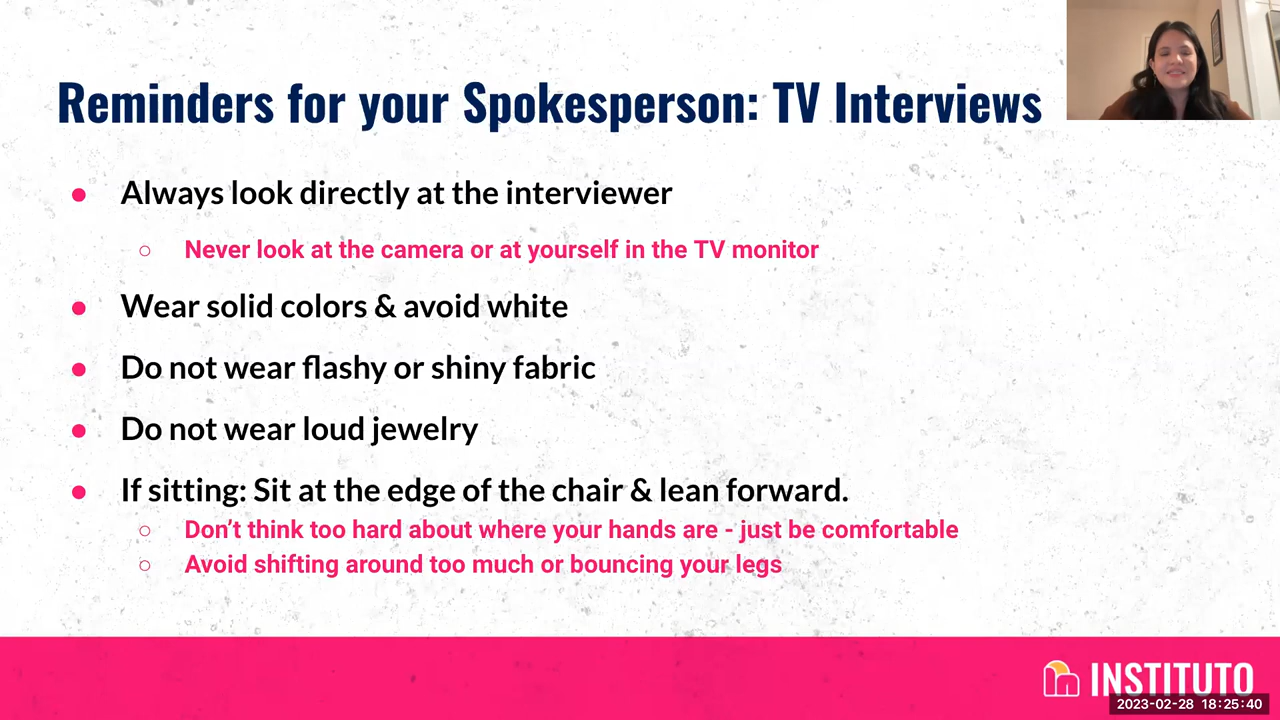 Reminders for your Spokesperson: TV Interviews
● Always look directly at the interviewer
○ Never look at the camera or at yourself in the TV monitor
● Wear solid colors & avoid white
● Do not wear flashy or shiny fabric
● Do not wear loud jewelry
● If sitting: Sit at the edge of the chair & lean forward.
○ Don’t think too hard about where your hands are - just be comfortable
○ Avoid shifting around too much or bouncing your legs
INSTITUTO
2023-02-28 18:25:40